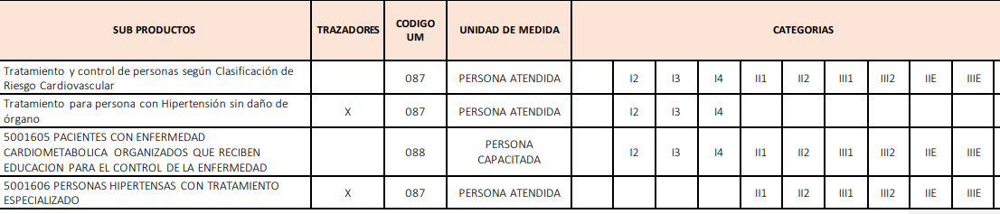 SUB PRODUCTOS TRAZADORES CODIGO UM UNIDAD DE MEDIDA CATEGORIAS
Tratamiento y control de personas según Clasificación de
Riesgo Cardiovascular 087 PERSONA ATENDIDA I2 I3 I4 II1 II2 III1 III2 IIE IIIE
Tratamiento para persona con Hipertensión sin daño de
órgano X 087 PERSONA ATENDIDA I2 I3 I4
5001605 PACIENTES CON ENFERMEDAD
CARDIOMETABOLICA ORGANIZADOS QUE RECIBEN
EDUCACION PARA EL CONTROL DE LA ENFERMEDAD 088 PERSONA CAPACITADA I2 I3 I4 II1 II2 III1 III2 IIE IIIE
5001606 PERSONAS HIPERTENSAS CON TRATAMIENTO
ESPECIALIZADO X 087 PERSONA ATENDIDA II1 II2 III1 III2 IIE IIIE